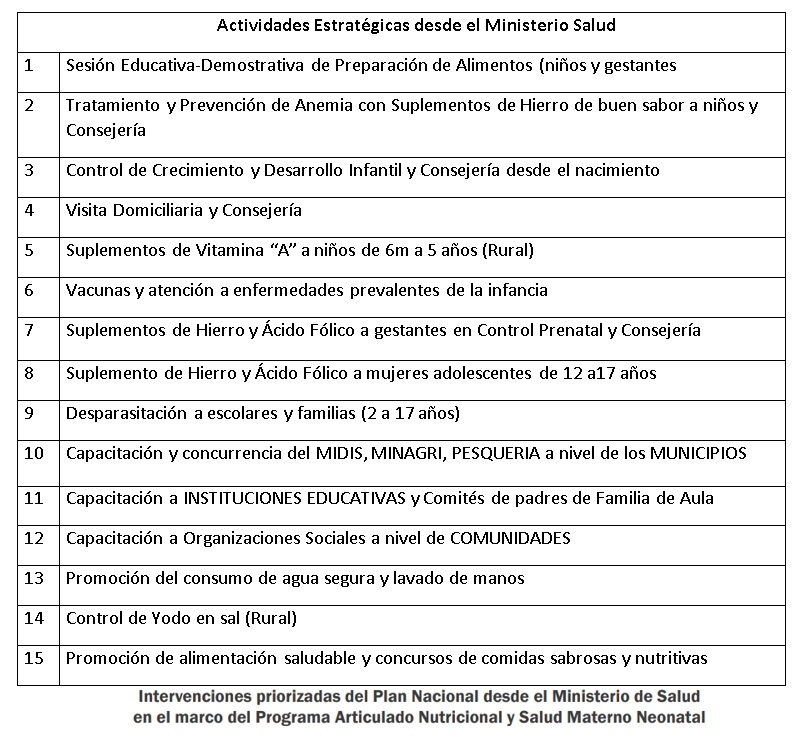 Actividades Estratégicas desde el Ministerio Salud
1 Sesión Educativa-Demostrativa de Preparación de Alimentos (niños y gestantes
2 Tratamiento y Prevención de Anemia con Suplementos de Hierro de buen sabor a niños y
Consejería
3 Control de Crecimiento y Desarrollo Infantil y Consejería desde el nacimiento
4 Visita Domiciliaria y Consejería
5 Suplementos de Vitamina “A” a niños de 6m a 5 años (Rural)
6 Vacunas y atención a enfermedades prevalentes de la infancia
7 Suplementos de Hierro y Ácido Fólico a gestantes en Control Prenatal y Consejería
8 Suplemento de Hierro y Ácido Fólico a mujeres adolescentes de 12 a17 años
9 Desparasitación a escolares y familias (2 a 17 años)
10 Capacitación y concurrencia del MIDIS, MINAGRI, PESQUERIA a nivel de los MUNICIPIOS
11 Capacitación a INSTITUCIONES EDUCATIVAS y Comités de padres de Familia de Aula
12 Capacitación a Organizaciones Sociales a nivel de COMUNIDADES
13 Promoción del consumo de agua segura y lavado de manos
14 Control de Yodo en sal (Rural)
15 Promoción de alimentación saludable y concursos de comidas sabrosas y nutritivas
Intervenciones priorizadas del Plan Nacional desde el Ministerio de Salud
en el marco del Programa Articulado Nutricional y Salud Materno Neonatal